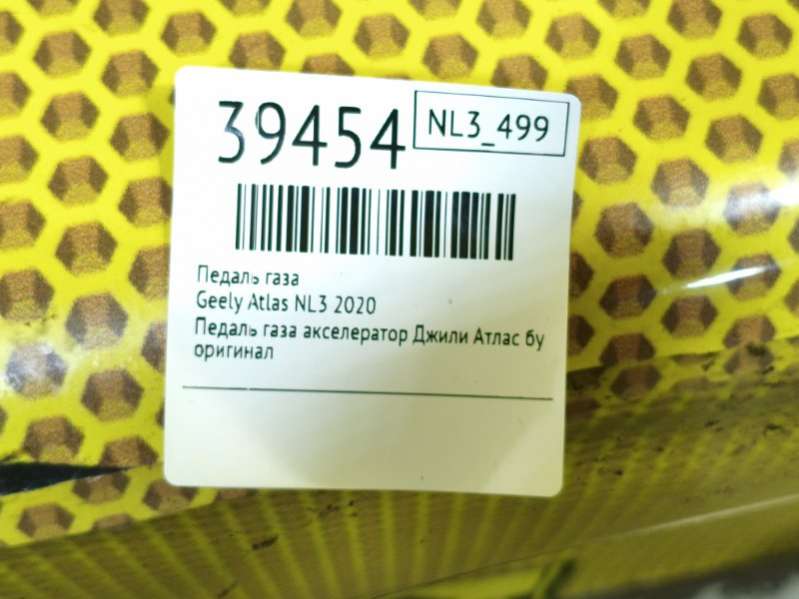 39454
NL3_499
Педаль газа
Geely Atlas NL3 2020
Педаль газа акселератор Джили Атлас бу
оригинал